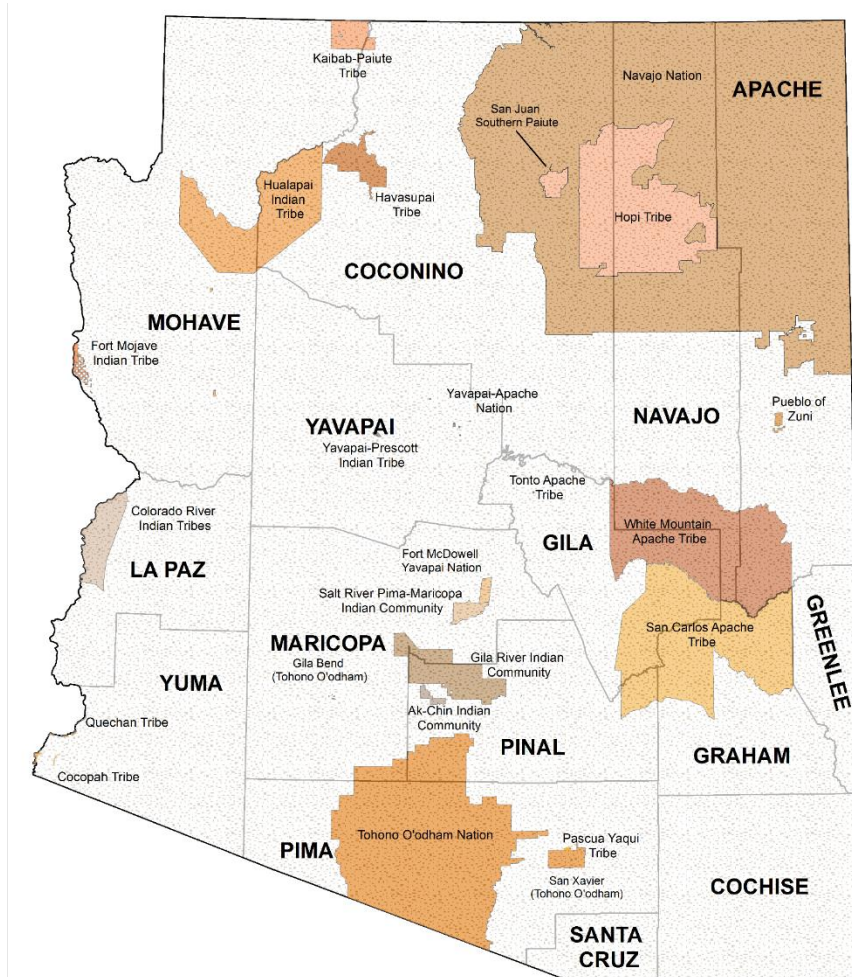 Kaibab-Paiute
Tribe
Navajo Nation
APACHE
San Juan
Southern Paiute
Hualapai
Indian
Tribe
Havasupai
Tribe
Hopi Tribe
COCONINO
MOHAVE
Fort Mojave
Indian Tribe
Yavapai-Apache
Nation
NAVAJO
Pueblo of
Zuni
YAVAPAI
Yavapai-Prescott
Indian Tribe
Tonto Apache
Tribe
Colorado River
Indian Tribes
White Mountain
Apache Tribe
GILA
Fort McDowell
Yavapai Nation
LA PAZ
Salt River Pima-Maricopa
Indian Community
GREENLEE
San Carlos Apache
Tribe
MARICOPA
Gila Bend
(Tohono O'odham)
Gila River Indian
Community
YUMA
Ak-Chin Indian
Community
Quechan Tribe
PINAL
GRAHAM
Cocopah Tribe
Tohono O'odham Nation
Pascua Yaqui
Tribe
PIMA
San Xavier
(Tohono O'odham)
COCHISE
SANTA
CRUZ